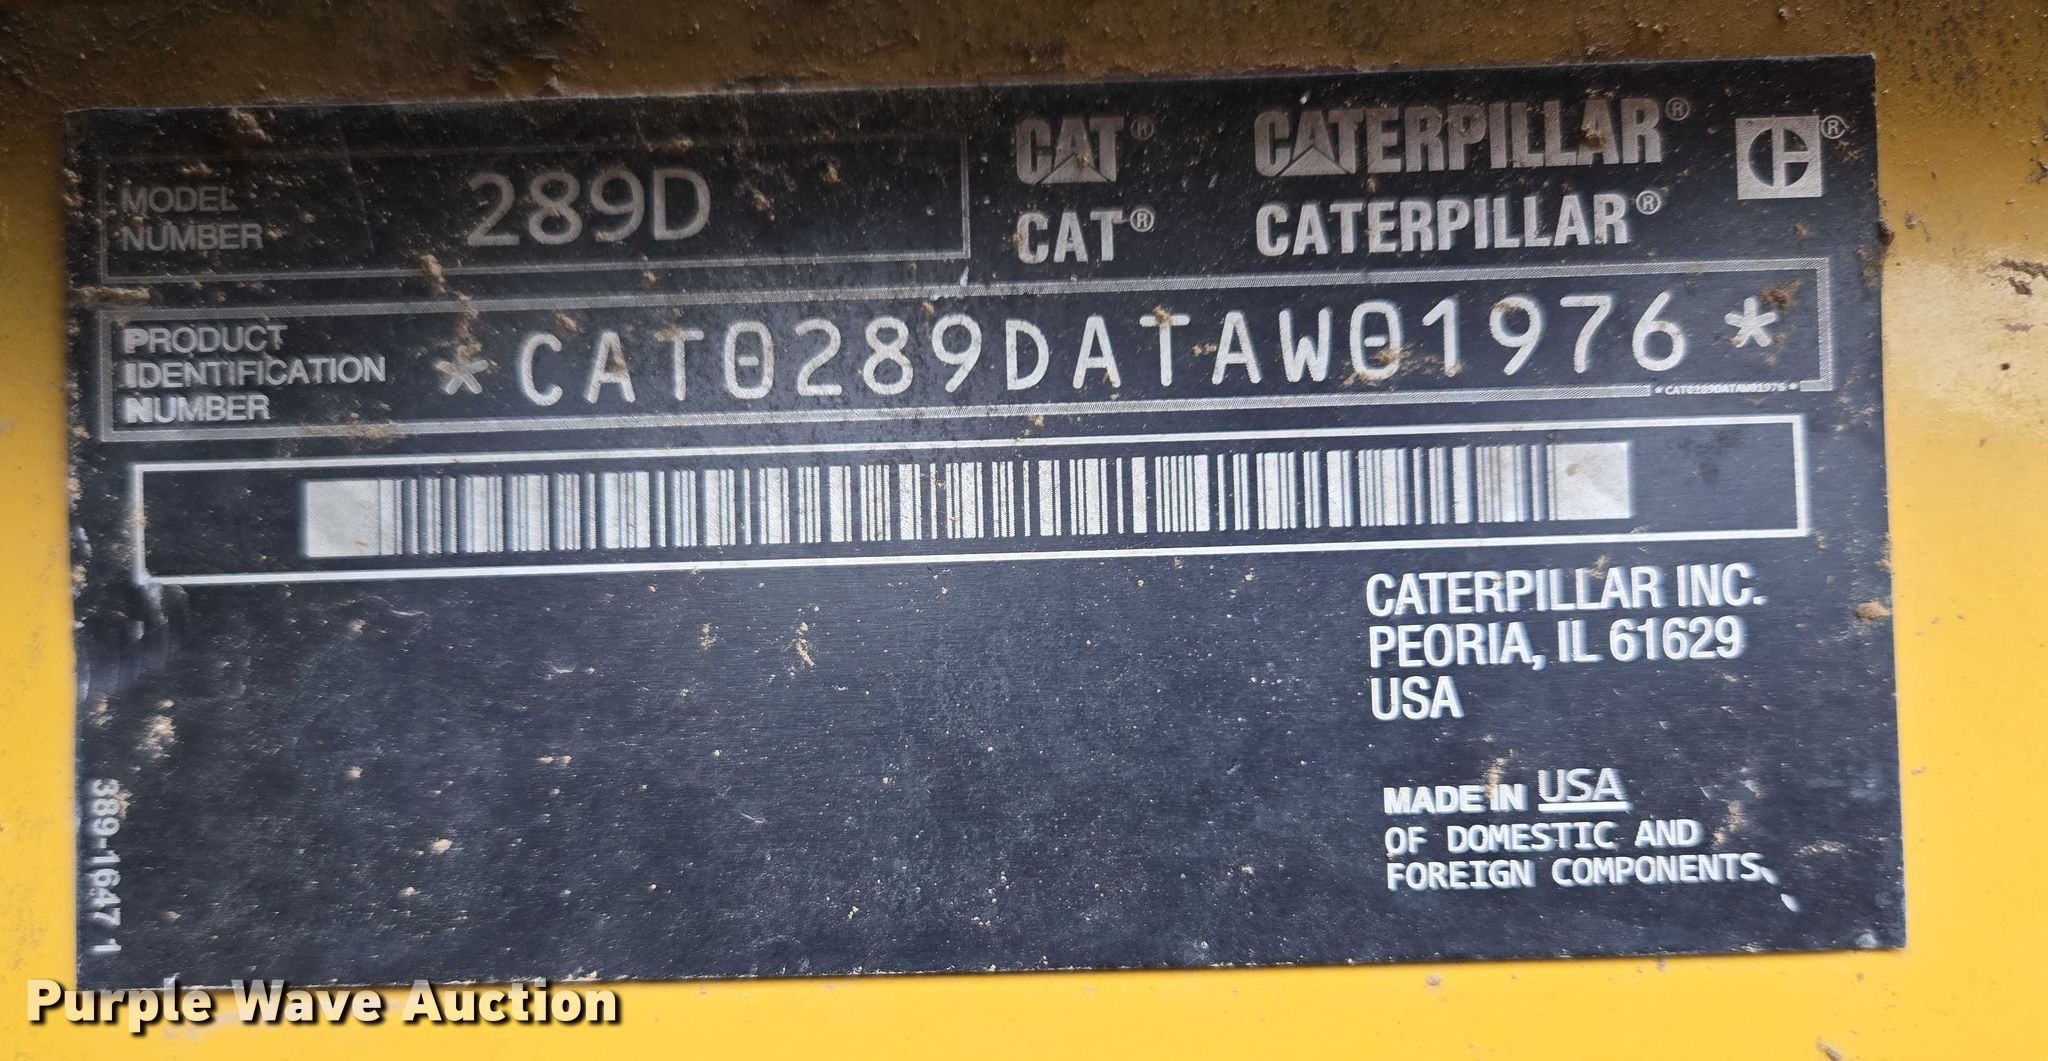 MODEL NUMBER 289D
CAT® CATERPILLAR® ®
CAT® CATERPILLAR®
PRODUCT IDENTIFICATION NUMBER *CAT0289DATAW01976*
*CAT0289DATAW01976*
CATERPILLAR INC.
PEORIA, IL 61629
USA
MADE IN USA
OF DOMESTIC AND
FOREIGN COMPONENTS.
389-1647 1
Purple Wave Auction